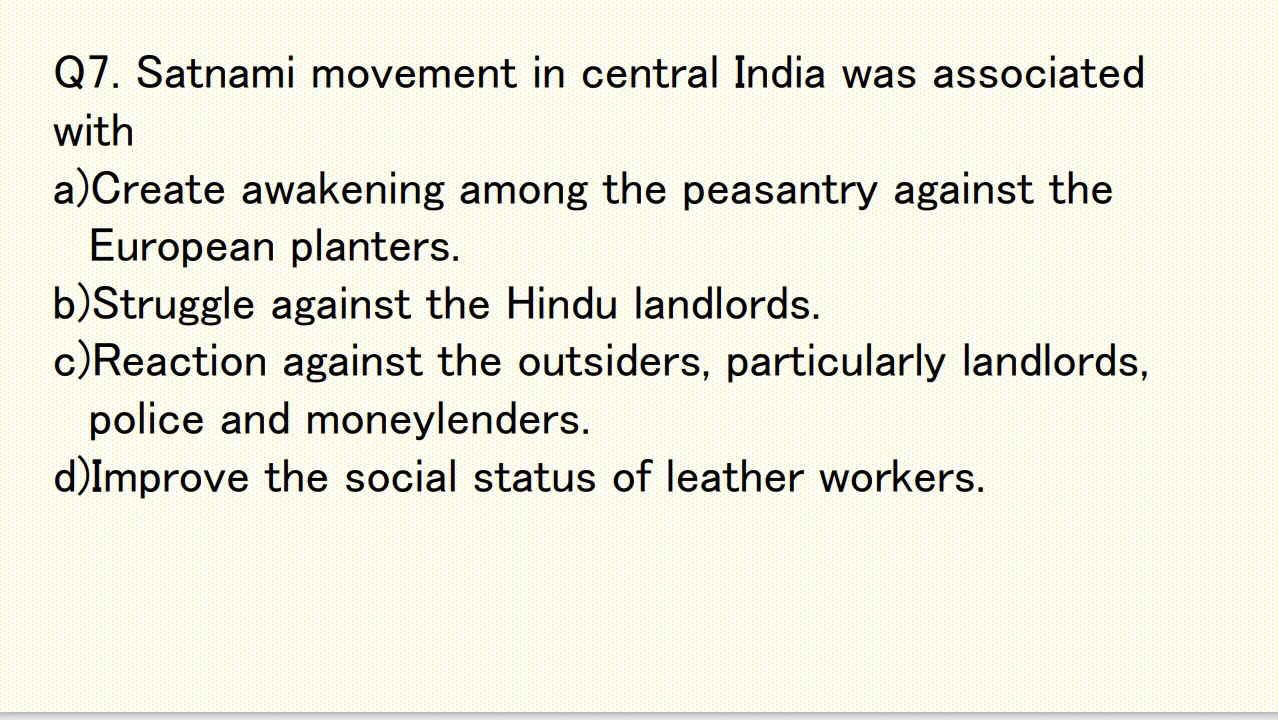 Q7. Satnami movement in central India was associated
with
a)Create awakening among the peasantry against the
European planters.
b)Struggle against the Hindu landlords.
c)Reaction against the outsiders, particularly landlords,
police and moneylenders.
d)Improve the social status of leather workers.